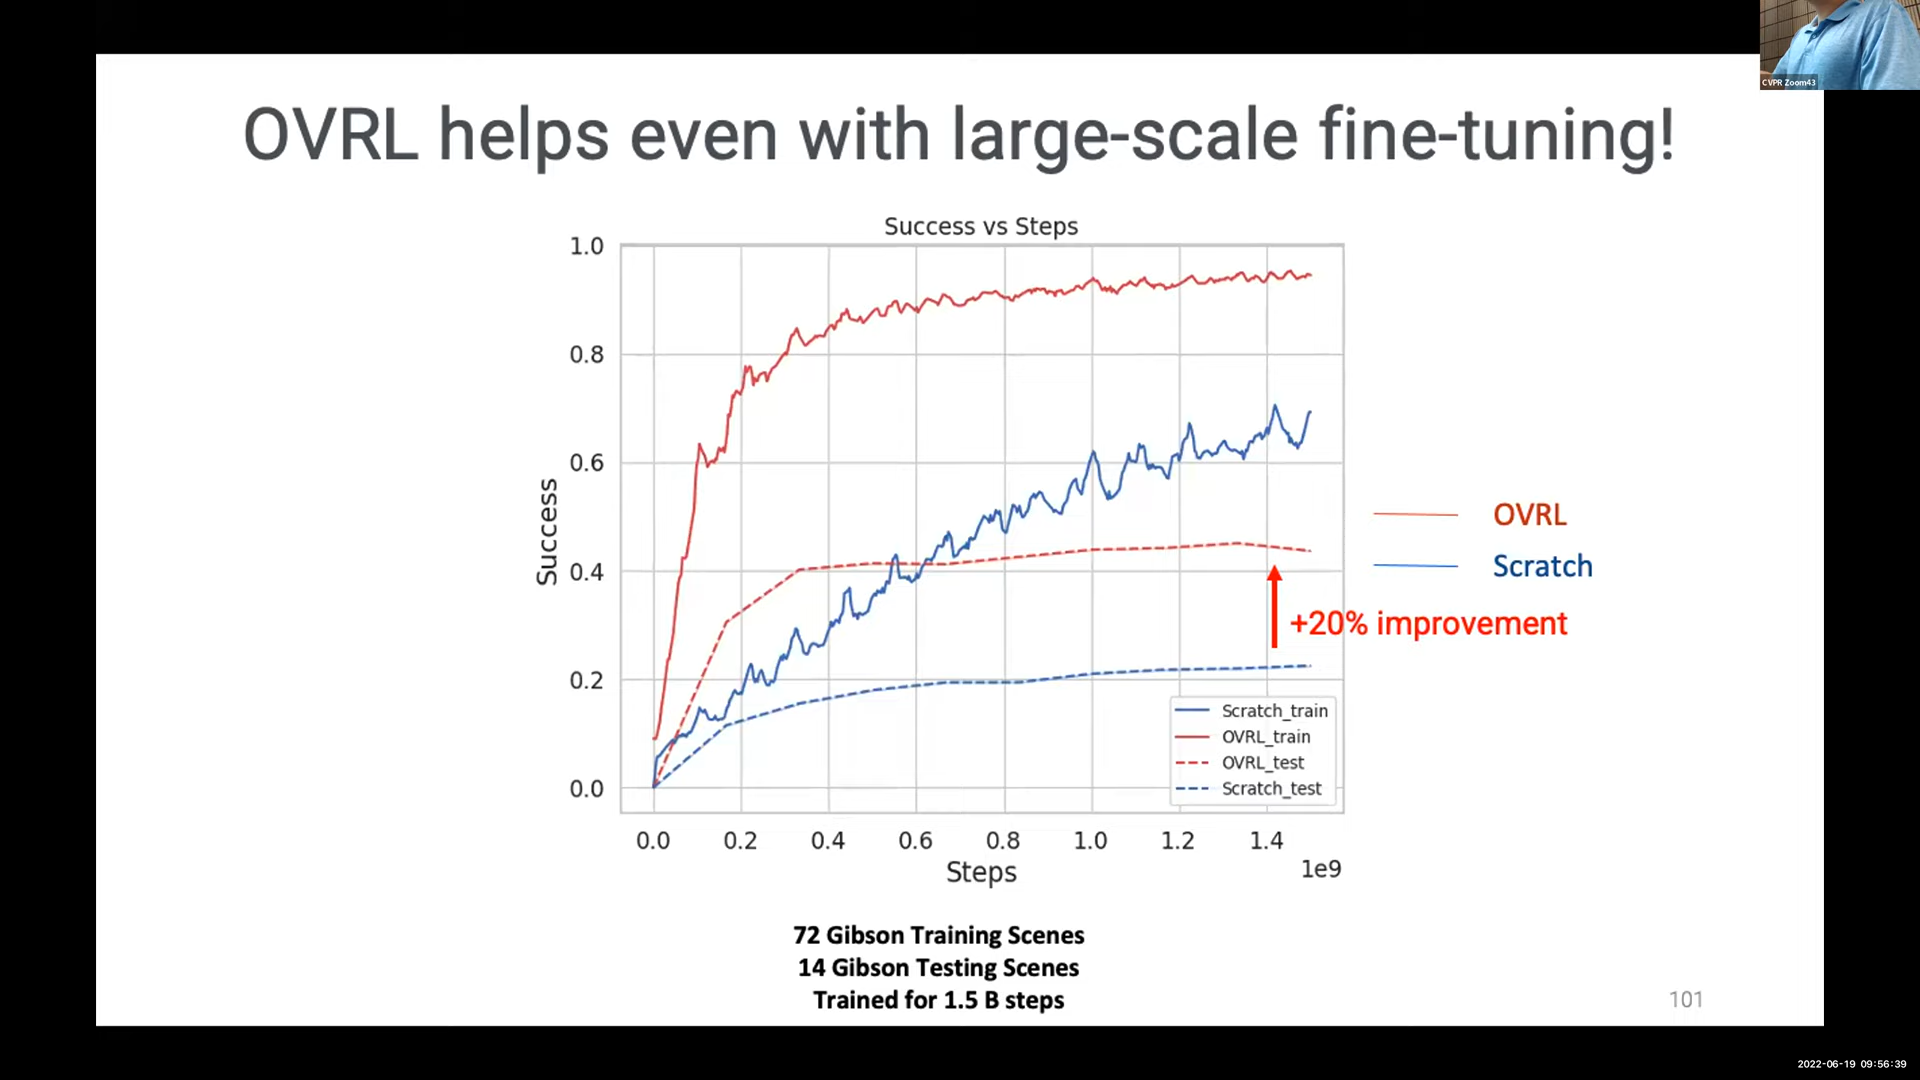 CVPR Zoom43
OVRL helps even with large-scale fine-tuning!
Success vs Steps
1.0
0.8
0.6
0.4
0.2
0.0
Success
0.0 0.2 0.4 0.6 0.8 1.0 1.2 1.4
1e9
Steps
Scratch_train
OVRL_train
OVRL_test
Scratch_test
OVRL
Scratch
+20% improvement
72 Gibson Training Scenes
14 Gibson Testing Scenes
Trained for 1.5 B steps
101
2022-06-19 09:56:39